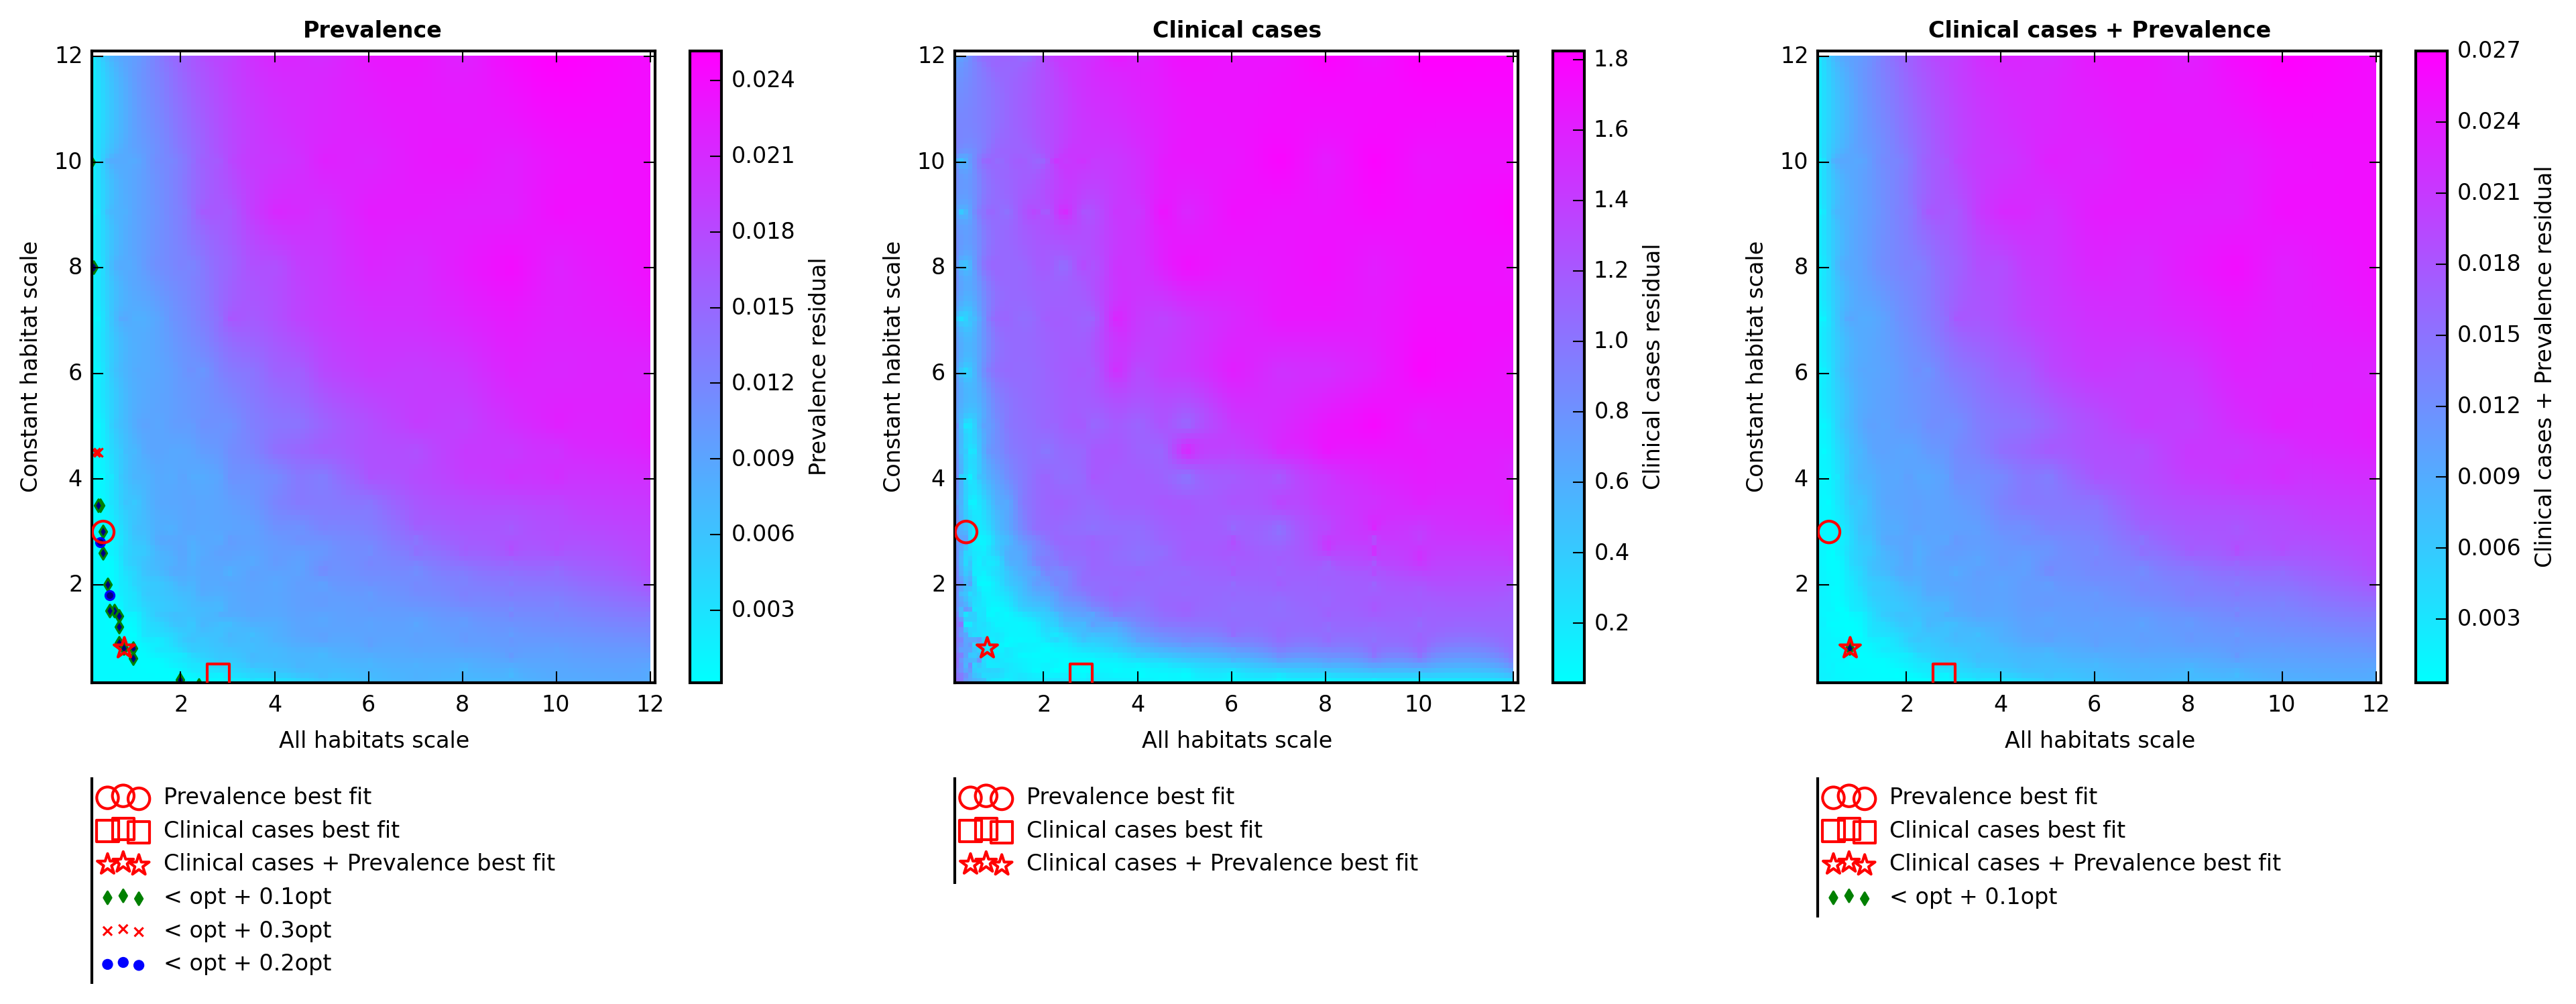 Prevalence
12
10
8
6
4
2
2
4
6
8
10
12
Constant habitat scale
All habitats scale
0.024
0.021
0.018
0.015
0.012
0.009
0.006
0.003
Prevalence residual
Prevalence best fit
Clinical cases best fit
Clinical cases + Prevalence best fit
< opt + 0.1opt
< opt + 0.3opt
< opt + 0.2opt
Clinical cases
12
10
8
6
4
2
2
4
6
8
10
12
Constant habitat scale
All habitats scale
1.8
1.6
1.4
1.2
1.0
0.8
0.6
0.4
0.2
Clinical cases residual
Prevalence best fit
Clinical cases best fit
Clinical cases + Prevalence best fit
Clinical cases + Prevalence
12
10
8
6
4
2
2
4
6
8
10
12
Constant habitat scale
All habitats scale
0.027
0.024
0.021
0.018
0.015
0.012
0.009
0.006
0.003
Clinical cases + Prevalence residual
Prevalence best fit
Clinical cases best fit
Clinical cases + Prevalence best fit
< opt + 0.1opt